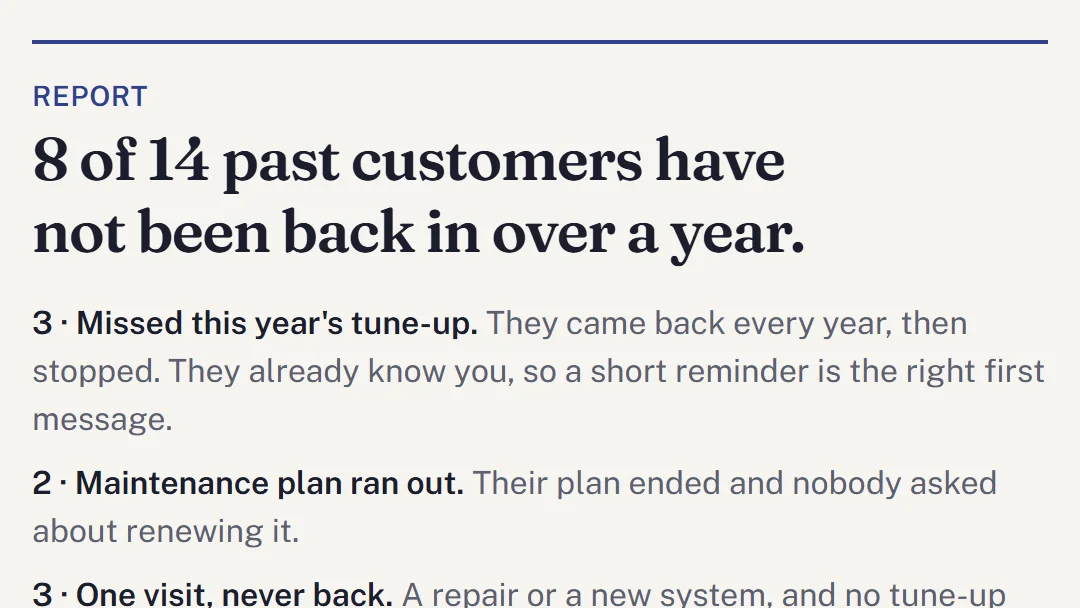 REPORT
8 of 14 past customers have
not been back in over a year.
3 · Missed this year's tune-up. They came back every year, then
stopped. They already know you, so a short reminder is the right first
message.
2 · Maintenance plan ran out. Their plan ended and nobody asked
about renewing it.
3 · One visit, never back. A repair or a new system, and no tune-up